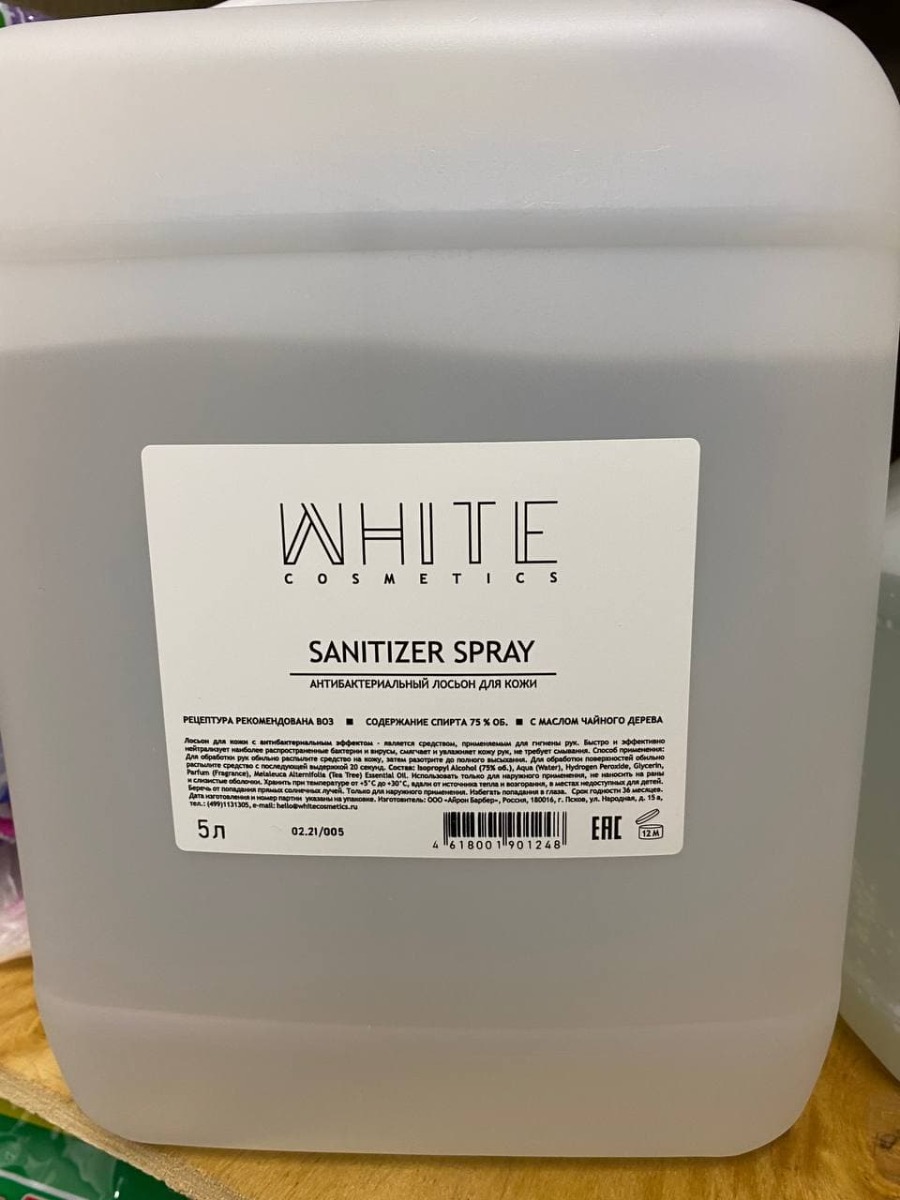 WHITE
COSMETICS
SANITIZER SPRAY
АНТИБАКТЕРИАЛЬНЫЙ ЛОСЬОН ДЛЯ КОЖИ
РЕЦЕПТУРА РЕКОМЕНДОВАНА ВОЗ ■ СОДЕРЖАНИЕ СПИРТА 75 % ОБ. ■ С МАСЛОМ ЧАЙНОГО ДЕРЕВА
Лосьон для кожи с антибактериальным эффектом - является средством, применяемым для гигиены рук. Быстро и эффективно
нейтрализует наиболее распространенные бактерии и вирусы, смягчает и увлажняет кожу рук, не требует смывания. Способ применения:
Для обработки рук обильно распылите средство на кожу, затем разотрите до полного высыхания. Для обработки поверхностей обильно
распылите средство с последующей выдержкой 20 секунд. Состав: Isopropyl Alcohol (75% об.), Aqua (Water), Hydrogen Peroxide, Glycerin,
Parfum (Fragrance), Melaleuca Alternifolia (Tea Tree) Essential Oil. Использовать только для наружного применения, не наносить на раны
и слизистые оболочки. Хранить при температуре от +5°С до +30°С, вдали от источника тепла и возгорания, в местах недоступных для детей.
Беречь от попадания прямых солнечных лучей. Только для наружного применения. Избегать попадания в глаза. Срок годности 36 месяцев.
Дата изготовления и номер партии указаны на упаковке. Изготовитель: ООО «Айрон Барбер», Россия, 180016, г. Псков, ул. Народная, д. 15 а,
тел.: (499)1131305, e-mail: hello@whitecosmetics.ru
5 л 02.21/005 4 618001 901248 EAC 12 M